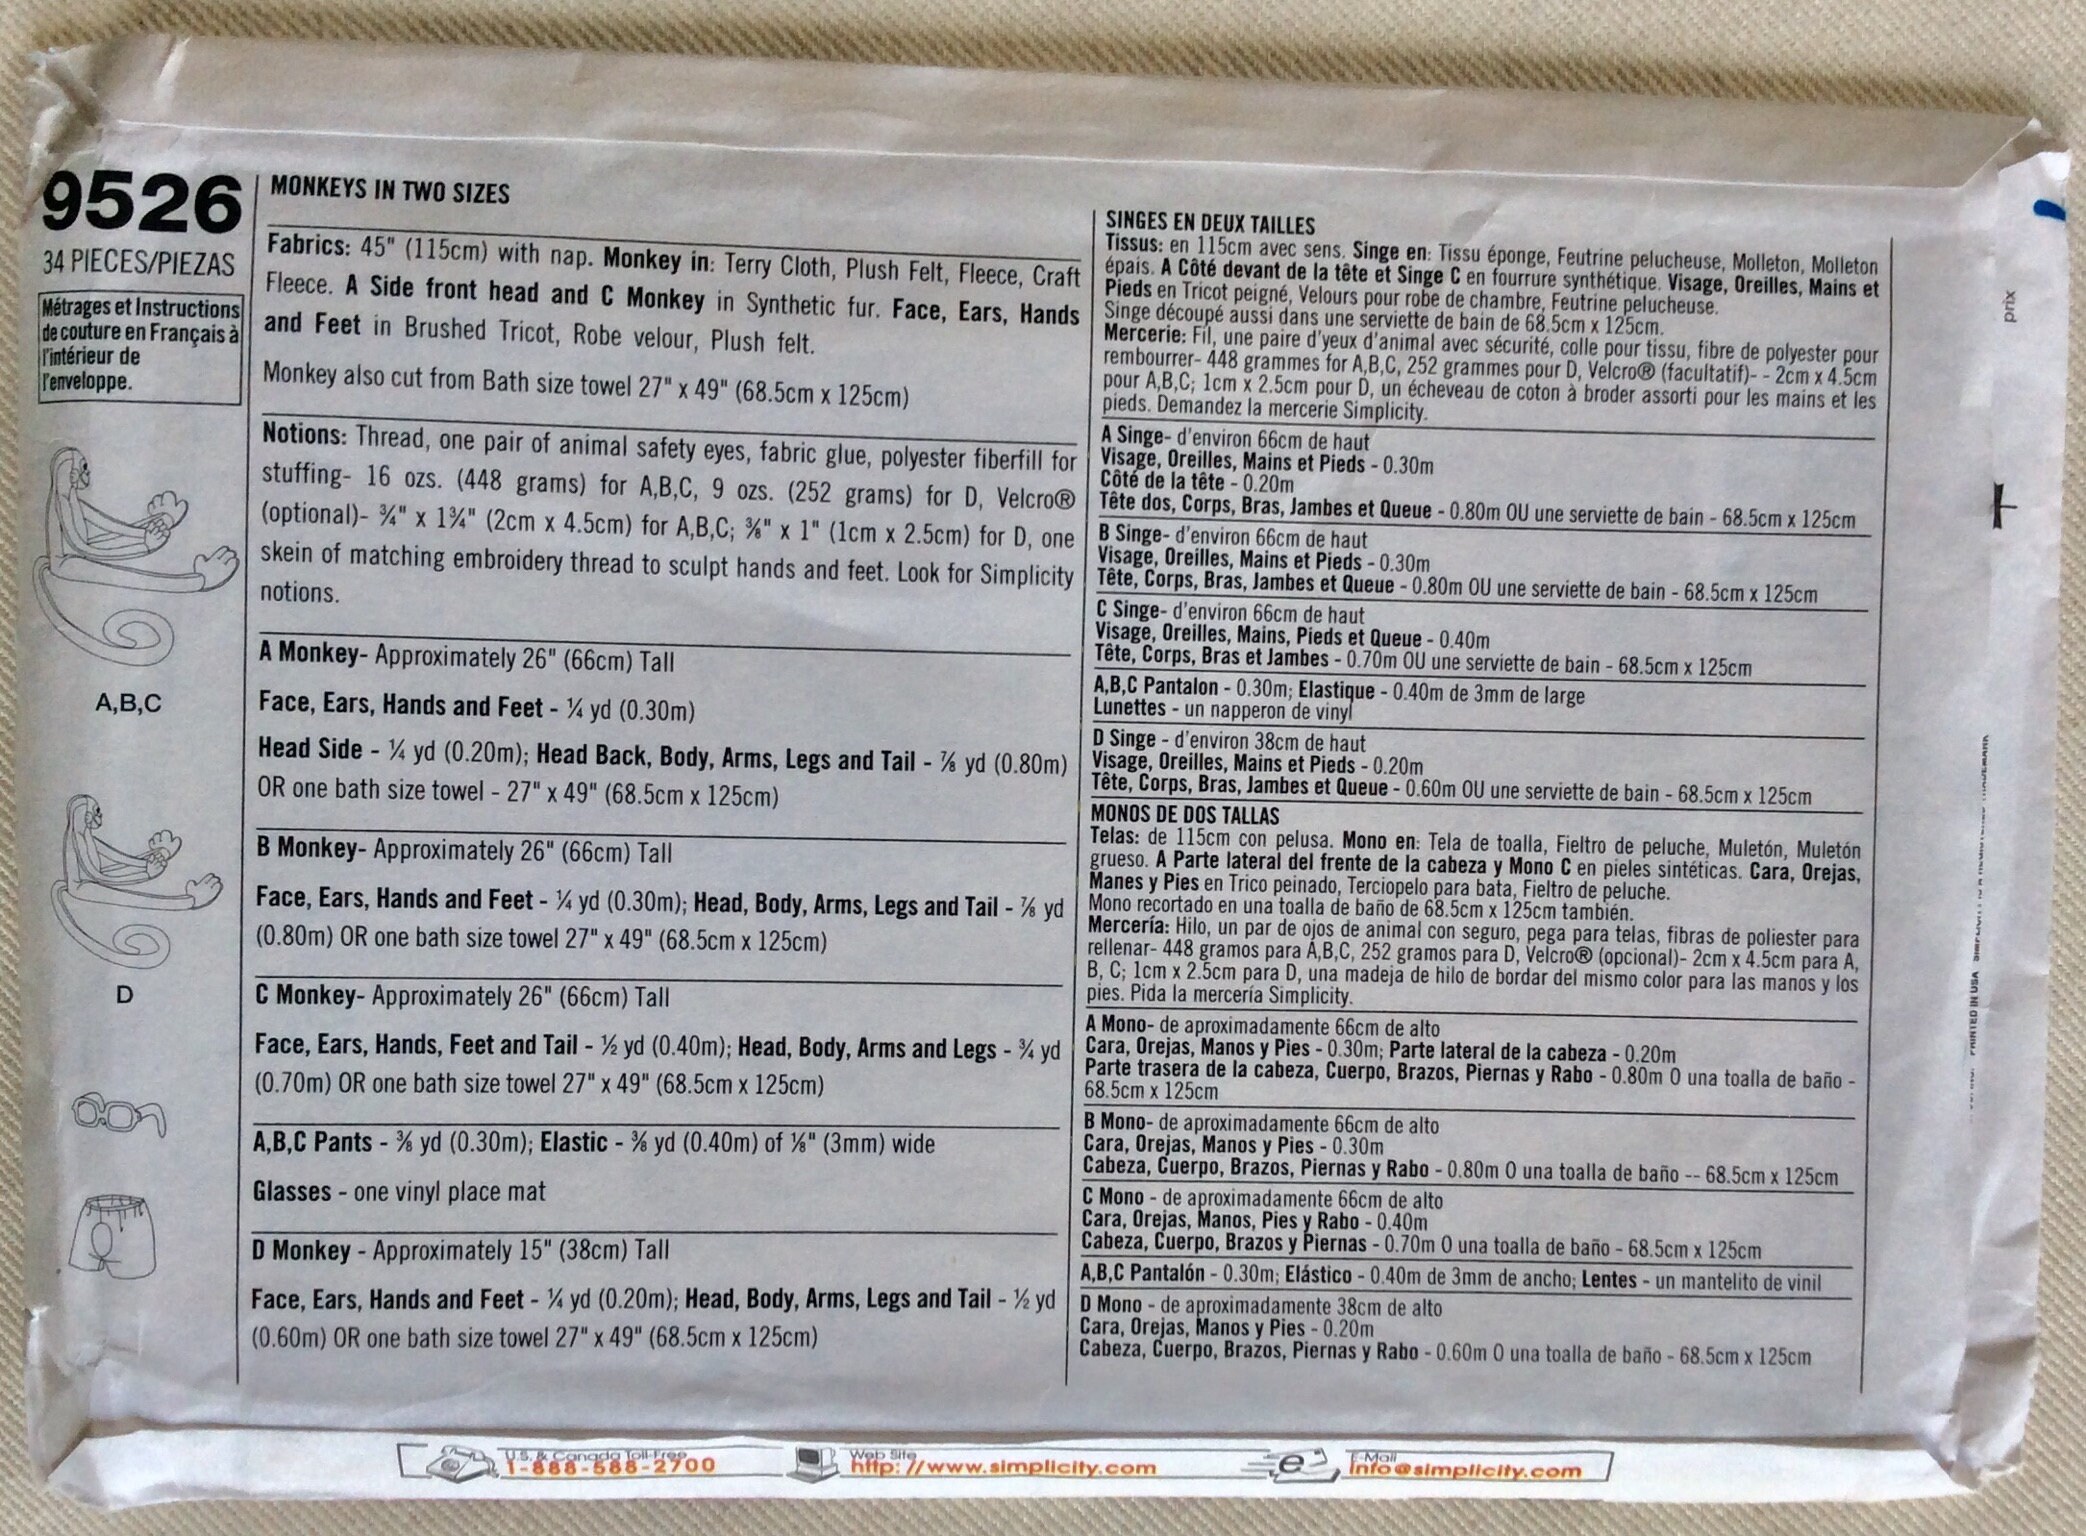 9526
34 PIECES/PIEZAS
Métrages et Instructions
de couture en Français à
l'intérieur de
l'enveloppe.
A,B,C
D
MONKEYS IN TWO SIZES
Fabrics: 45" (115cm) with nap. Monkey in: Terry Cloth, Plush Felt, Fleece, Craft
Fleece. A Side front head and C Monkey in Synthetic fur. Face, Ears, Hands
and Feet in Brushed Tricot, Robe velour, Plush felt.
Monkey also cut from Bath size towel 27" x 49" (68.5cm x 125cm)
Notions: Thread, one pair of animal safety eyes, fabric glue, polyester fiberfill for
stuffing- 16 ozs. (448 grams) for A,B,C, 9 ozs. (252 grams) for D, Velcro®
(optional)- ¾" x 1¾" (2cm x 4.5cm) for A,B,C; ⅜" x 1" (1cm x 2.5cm) for D, one
skein of matching embroidery thread to sculpt hands and feet. Look for Simplicity
notions.
A Monkey- Approximately 26" (66cm) Tall
Face, Ears, Hands and Feet - ¼ yd (0.30m)
Head Side - ¼ yd (0.20m); Head Back, Body, Arms, Legs and Tail - ⅞ yd (0.80m)
OR one bath size towel - 27" x 49" (68.5cm x 125cm)
B Monkey- Approximately 26" (66cm) Tall
Face, Ears, Hands and Feet - ¼ yd (0.30m); Head, Body, Arms, Legs and Tail - ⅞ yd
(0.80m) OR one bath size towel 27" x 49" (68.5cm x 125cm)
C Monkey- Approximately 26" (66cm) Tall
Face, Ears, Hands, Feet and Tail - ½ yd (0.40m); Head, Body, Arms and Legs - ¾ yd
(0.70m) OR one bath size towel 27" x 49" (68.5cm x 125cm)
A,B,C Pants - ⅜ yd (0.30m); Elastic - ⅜ yd (0.40m) of ⅛" (3mm) wide
Glasses - one vinyl place mat
D Monkey - Approximately 15" (38cm) Tall
Face, Ears, Hands and Feet - ¼ yd (0.20m); Head, Body, Arms, Legs and Tail - ½ yd
(0.60m) OR one bath size towel 27" x 49" (68.5cm x 125cm)
SINGES EN DEUX TAILLES
Tissus: en 115cm avec sens. Singe en: Tissu éponge, Feutrine pelucheuse, Molleton, Molleton
épais. A Côté devant de la tête et Singe C en fourrure synthétique. Visage, Oreilles, Mains et
Pieds en Tricot peigné, Velours pour robe de chambre, Feutrine pelucheuse.
Singe découpé aussi dans une serviette de bain de 68.5cm x 125cm.
Mercerie: Fil, une paire d'yeux d'animal avec sécurité, colle pour tissu, fibre de polyester pour
rembourrer- 448 grammes for A,B,C, 252 grammes pour D, Velcro® (facultatif)- - 2cm x 4.5cm
pour A,B,C; 1cm x 2.5cm pour D, un écheveau de coton à broder assorti pour les mains et les
pieds. Demandez la mercerie Simplicity.
A Singe- d'environ 66cm de haut
Visage, Oreilles, Mains et Pieds - 0.30m
Côté de la tête - 0.20m
Tête dos, Corps, Bras, Jambes et Queue - 0.80m OU une serviette de bain - 68.5cm x 125cm
B Singe- d'environ 66cm de haut
Visage, Oreilles, Mains et Pieds - 0.30m
Tête, Corps, Bras, Jambes et Queue - 0.80m OU une serviette de bain - 68.5cm x 125cm
C Singe- d'environ 66cm de haut
Visage, Oreilles, Mains, Pieds et Queue - 0.40m
Tête, Corps, Bras et Jambes - 0.70m OU une serviette de bain - 68.5cm x 125cm
A,B,C Pantalon - 0.30m; Elastique - 0.40m de 3mm de large
Lunettes - un napperon de vinyl
D Singe - d'environ 38cm de haut
Visage, Oreilles, Mains et Pieds - 0.20m
Tête, Corps, Bras, Jambes et Queue - 0.60m OU une serviette de bain - 68.5cm x 125cm
MONOS DE DOS TALLAS
Telas: de 115cm con pelusa. Mono en: Tela de toalla, Fieltro de peluche, Muletón, Muletón
grueso. A Parte lateral del frente de la cabeza y Mono C en pieles sintéticas. Cara, Orejas,
Manes y Pies en Trico peinado, Terciopelo para bata, Fieltro de peluche.
Mono recortado en una toalla de baño de 68.5cm x 125cm también.
Mercería: Hilo, un par de ojos de animal con seguro, pega para telas, fibras de poliester para
rellenar- 448 gramos para A,B,C, 252 gramos para D, Velcro® (opcional)- 2cm x 4.5cm para A,
B, C; 1cm x 2.5cm para D, una madeja de hilo de bordar del mismo color para las manos y los
pies. Pida la mercería Simplicity.
A Mono- de aproximadamente 66cm de alto
Cara, Orejas, Manos y Pies - 0.30m; Parte lateral de la cabeza - 0.20m
Parte trasera de la cabeza, Cuerpo, Brazos, Piernas y Rabo - 0.80m O una toalla de baño -
68.5cm x 125cm
B Mono- de aproximadamente 66cm de alto
Cara, Orejas, Manos y Pies - 0.30m
Cabeza, Cuerpo, Brazos, Piernas y Rabo - 0.80m O una toalla de baño -- 68.5cm x 125cm
C Mono - de aproximadamente 66cm de alto
Cara, Orejas, Manos, Pies y Rabo - 0.40m
Cabeza, Cuerpo, Brazos y Piernas - 0.70m O una toalla de baño - 68.5cm x 125cm
A,B,C Pantalón - 0.30m; Elástico - 0.40m de 3mm de ancho; Lentes - un mantelito de vinil
D Mono - de aproximadamente 38cm de alto
Cara, Orejas, Manos y Pies - 0.20m
Cabeza, Cuerpo, Brazos, Piernas y Rabo - 0.60m O una toalla de baño - 68.5cm x 125cm
prix
PRINTED IN USA
TRADEMARK
U.S. & Canada Toll-Free
1-888-588-2700
Web Site
http://www.simplicity.com
E-Mail
info@simplicity.com